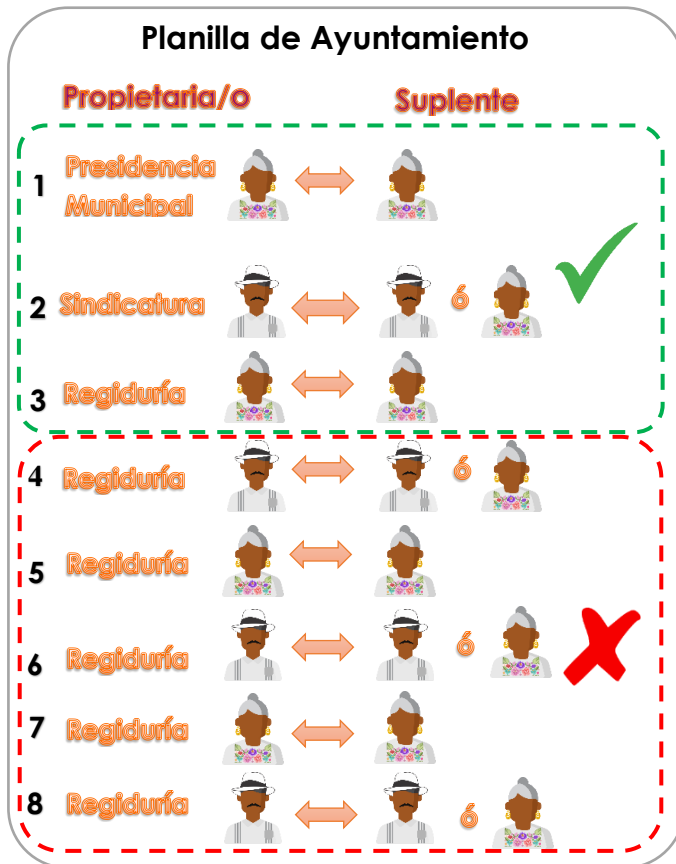 Planilla de Ayuntamiento
Propietaria/o Suplente
1 Presidencia
Municipal
2 Sindicatura ó
3 Regiduría
4 Regiduría ó
5 Regiduría
6 Regiduría ó
7 Regiduría
8 Regiduría ó